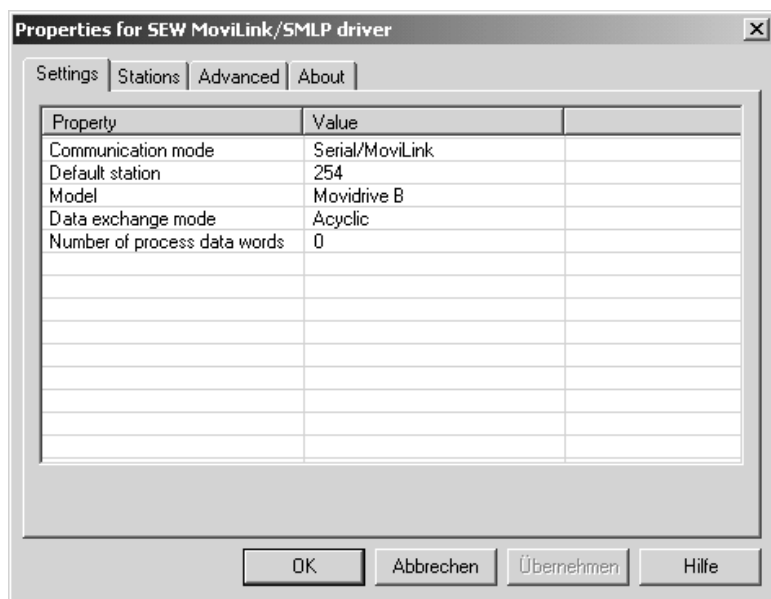 Properties for SEW MoviLink/SMLP driver
Settings Stations Advanced About
Property Value
Communication mode Serial/MoviLink
Default station 254
Model Movidrive B
Data exchange mode Acyclic
Number of process data words 0
OK Abbrechen Übernehmen Hilfe